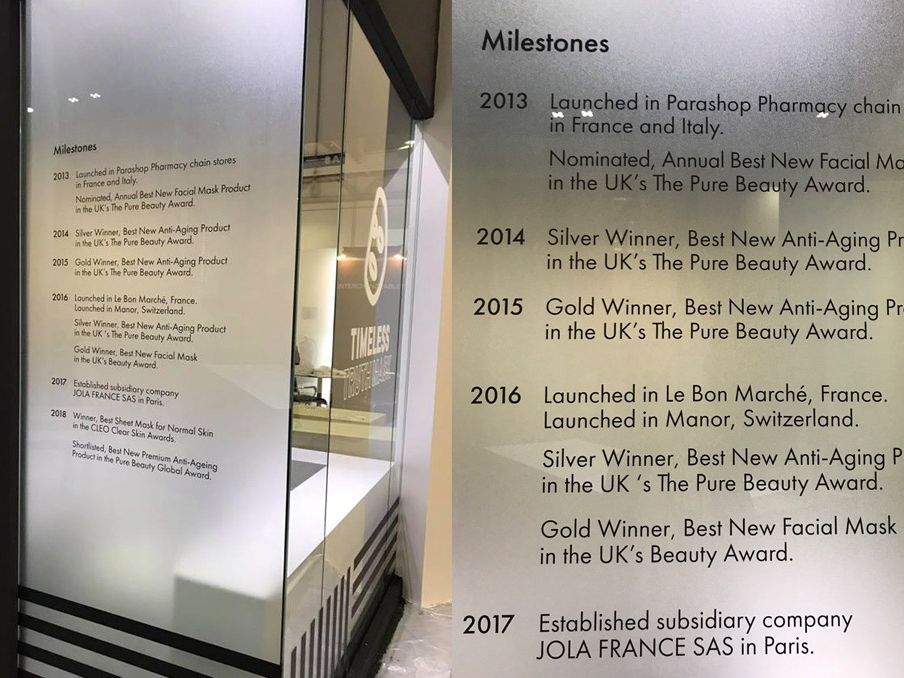 Milestones
2013 Launched in Parashop Pharmacy chain stores
in France and Italy.
Nominated, Annual Best New Facial Mask Product
in the UK's The Pure Beauty Award.
2014 Silver Winner, Best New Anti-Aging Product
in the UK's The Pure Beauty Award.
2015 Gold Winner, Best New Anti-Aging Product
in the UK's The Pure Beauty Award.
2016 Launched in Le Bon Marché, France.
Launched in Manor, Switzerland.
Silver Winner, Best New Anti-Aging Product
in the UK 's The Pure Beauty Award.
Gold Winner, Best New Facial Mask
in the UK's Beauty Award.
2017 Established subsidiary company
JOLA FRANCE SAS in Paris.
2018 Winner, Best Sheet Mask for Normal Skin
in the CLEO Clear Skin Awards.
Shortlisted, Best New Premium Anti-Ageing
Product in the Pure Beauty Global Award.
TIMELESS
TRUTH MASK
Milestones
2013 Launched in Parashop Pharmacy chain
in France and Italy.
Nominated, Annual Best New Facial Ma
in the UK's The Pure Beauty Award.
2014 Silver Winner, Best New Anti-Aging Pr
in the UK's The Pure Beauty Award.
2015 Gold Winner, Best New Anti-Aging Pr
in the UK's The Pure Beauty Award.
2016 Launched in Le Bon Marché, France.
Launched in Manor, Switzerland.
Silver Winner, Best New Anti-Aging P
in the UK 's The Pure Beauty Award.
Gold Winner, Best New Facial Mask
in the UK's Beauty Award.
2017 Established subsidiary company
JOLA FRANCE SAS in Paris.